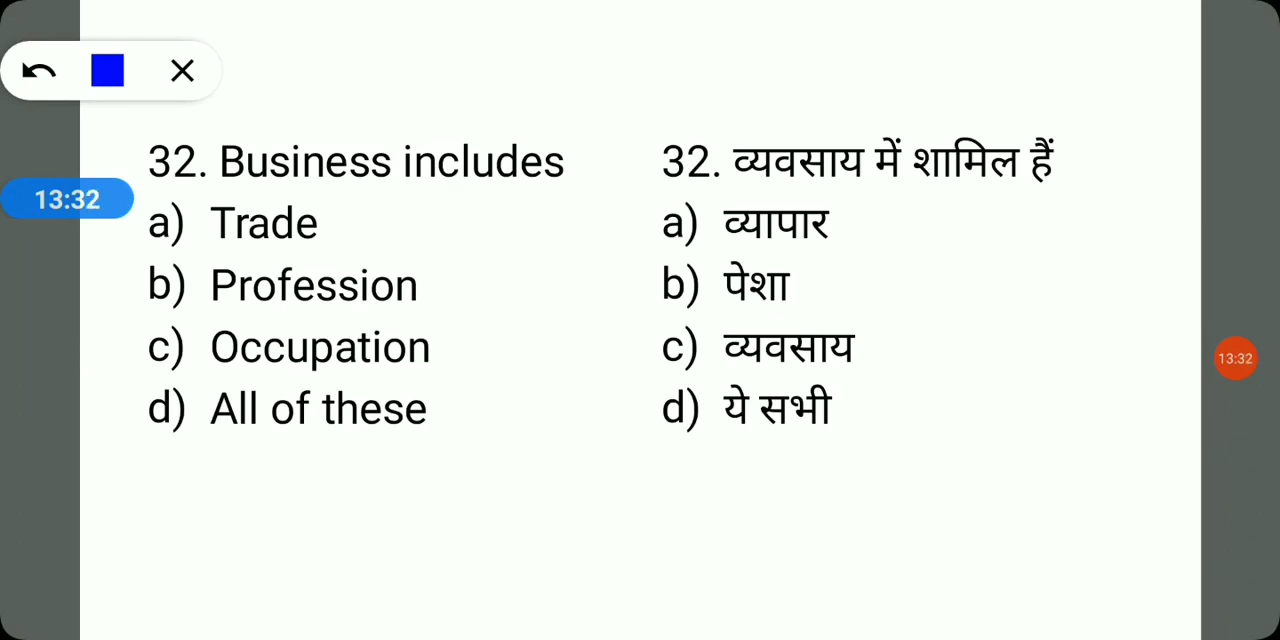 32. Business includes
a) Trade
b) Profession
c) Occupation
d) All of these
32. व्यवसाय में शामिल हैं
a) व्यापार
b) पेशा
c) व्यवसाय
d) ये सभी
13:32
13:32